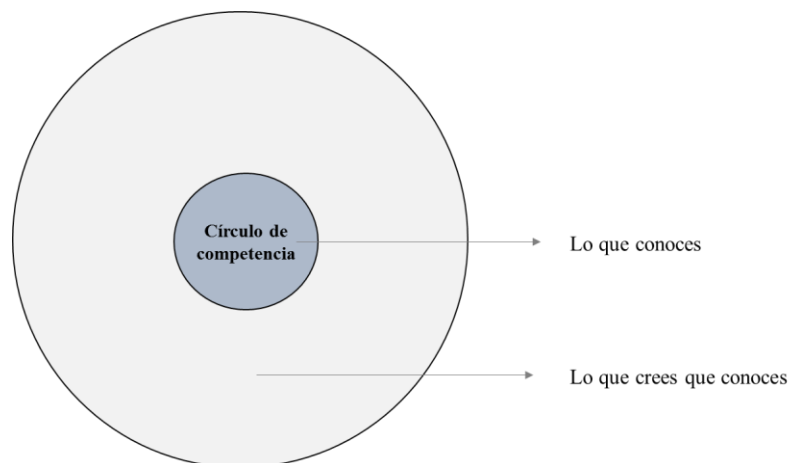 Círculo de
competencia
Lo que conoces
Lo que crees que conoces